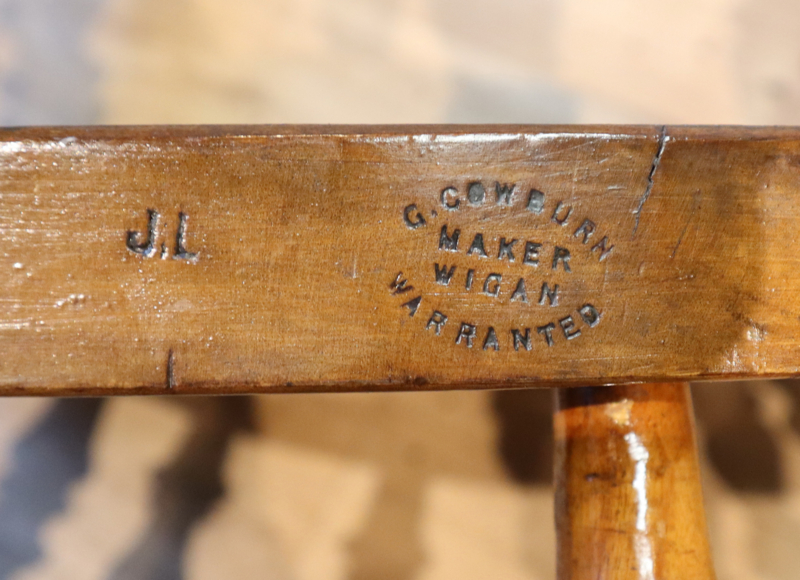 J.L
G. COWBURN
MAKER
WIGAN
WARRANTED